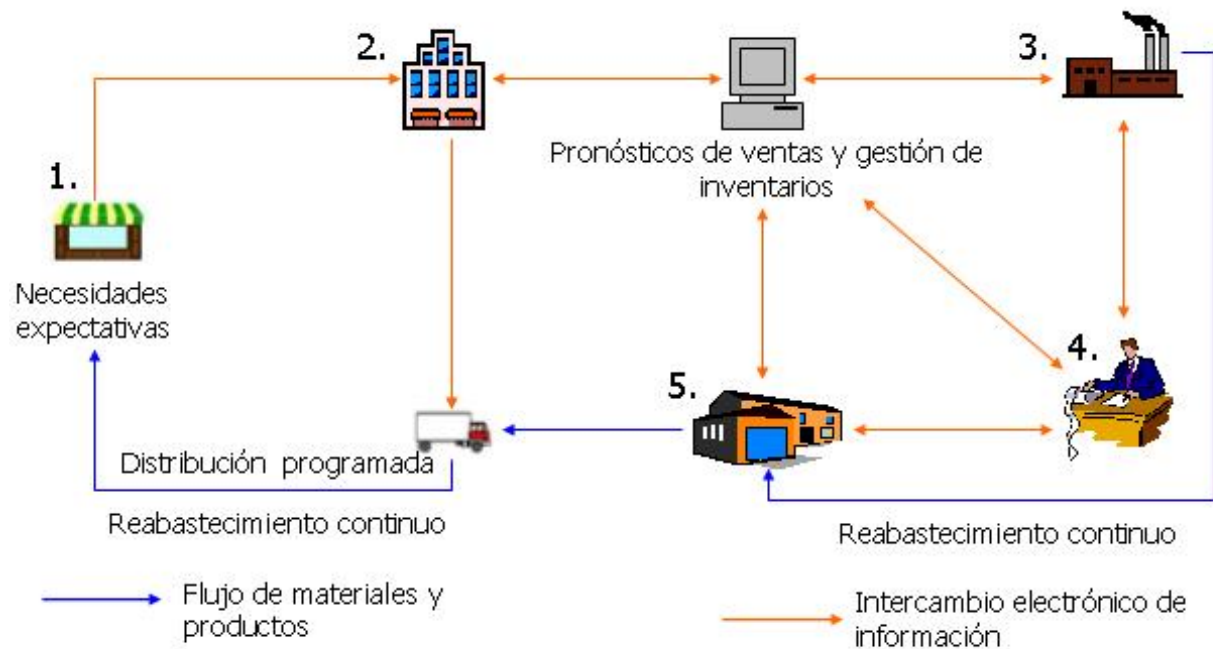 2.
3.
Pronósticos de ventas y gestión de
inventarios
1.
Necesidades
expectativas
4.
5.
Distribución programada
Reabastecimiento continuo
Reabastecimiento continuo
Flujo de materiales y
productos
Intercambio electrónico de
información